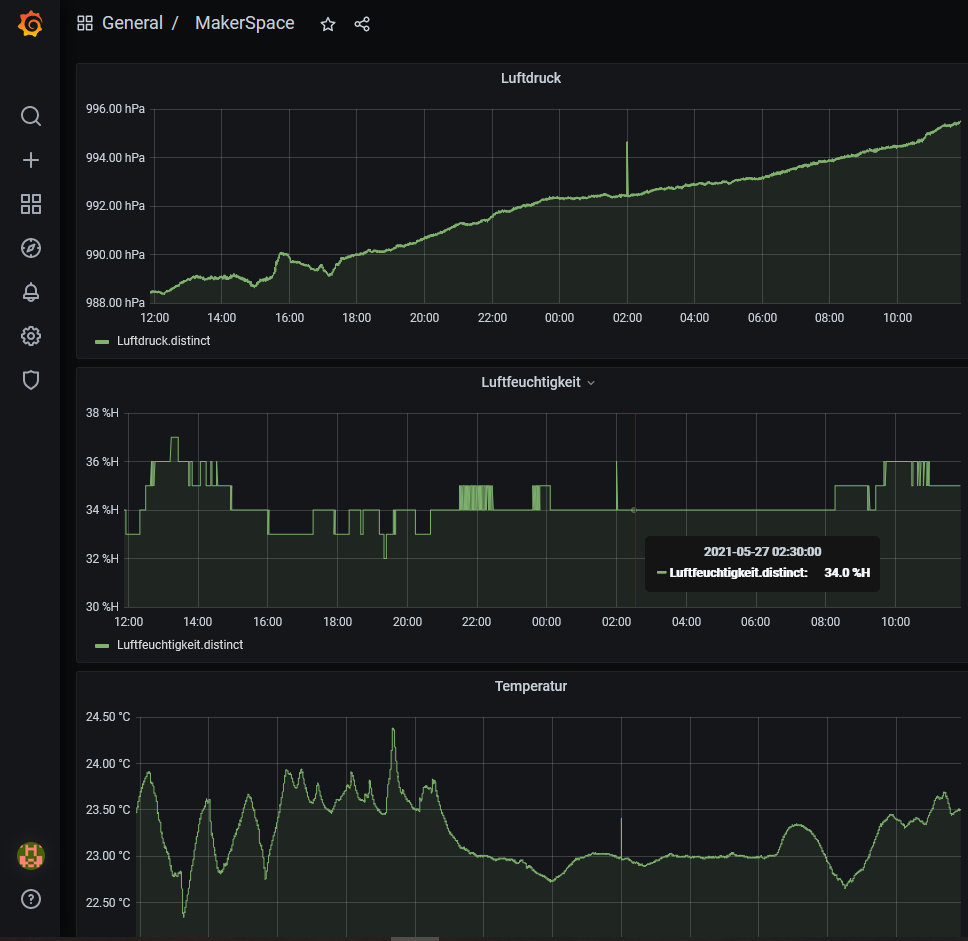 General / MakerSpace
Luftdruck
996.00 hPa
994.00 hPa
992.00 hPa
990.00 hPa
988.00 hPa
12:00 14:00 16:00 18:00 20:00 22:00 00:00 02:00 04:00 06:00 08:00 10:00
Luftdruck.distinct
Luftfeuchtigkeit
38 %H
36 %H
34 %H
32 %H
30 %H
2021-05-27 02:30:00
Luftfeuchtigkeit.distinct: 34.0 %H
12:00 14:00 16:00 18:00 20:00 22:00 00:00 02:00 04:00 06:00 08:00 10:00
Luftfeuchtigkeit.distinct
Temperatur
24.50 °C
24.00 °C
23.50 °C
23.00 °C
22.50 °C